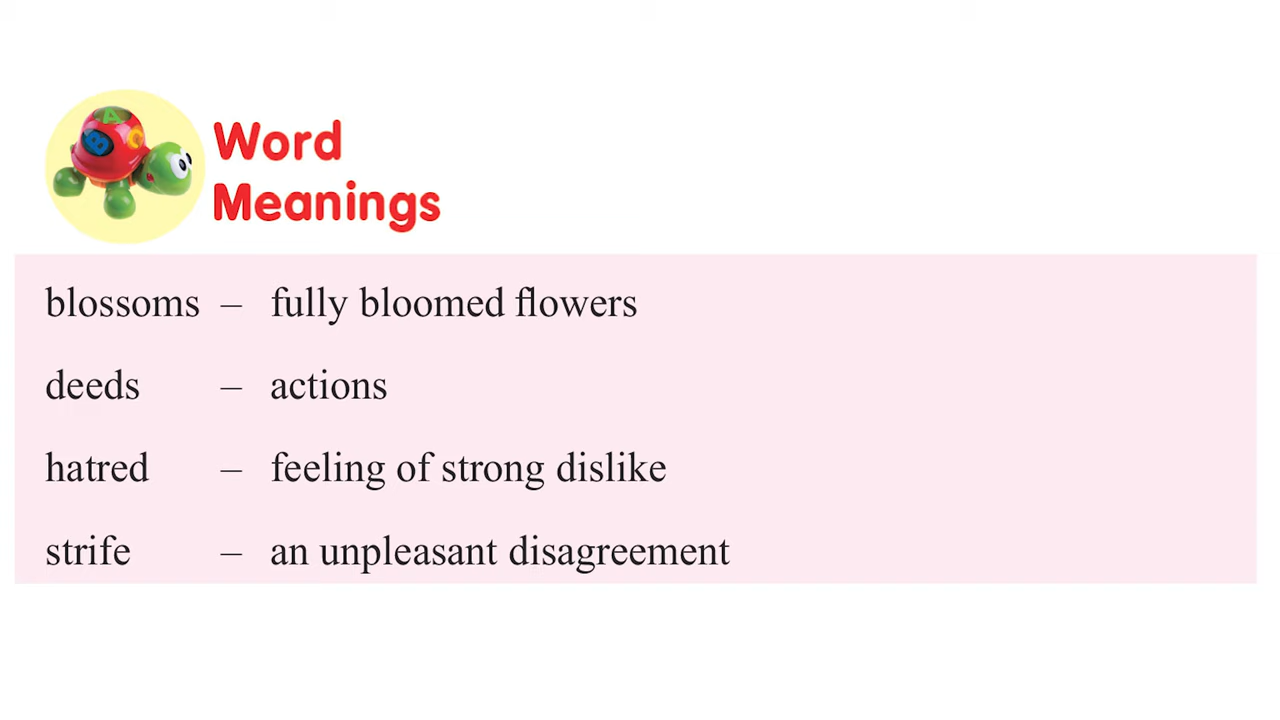 A
B
C
Word
Meanings
blossoms – fully bloomed flowers
deeds – actions
hatred – feeling of strong dislike
strife – an unpleasant disagreement